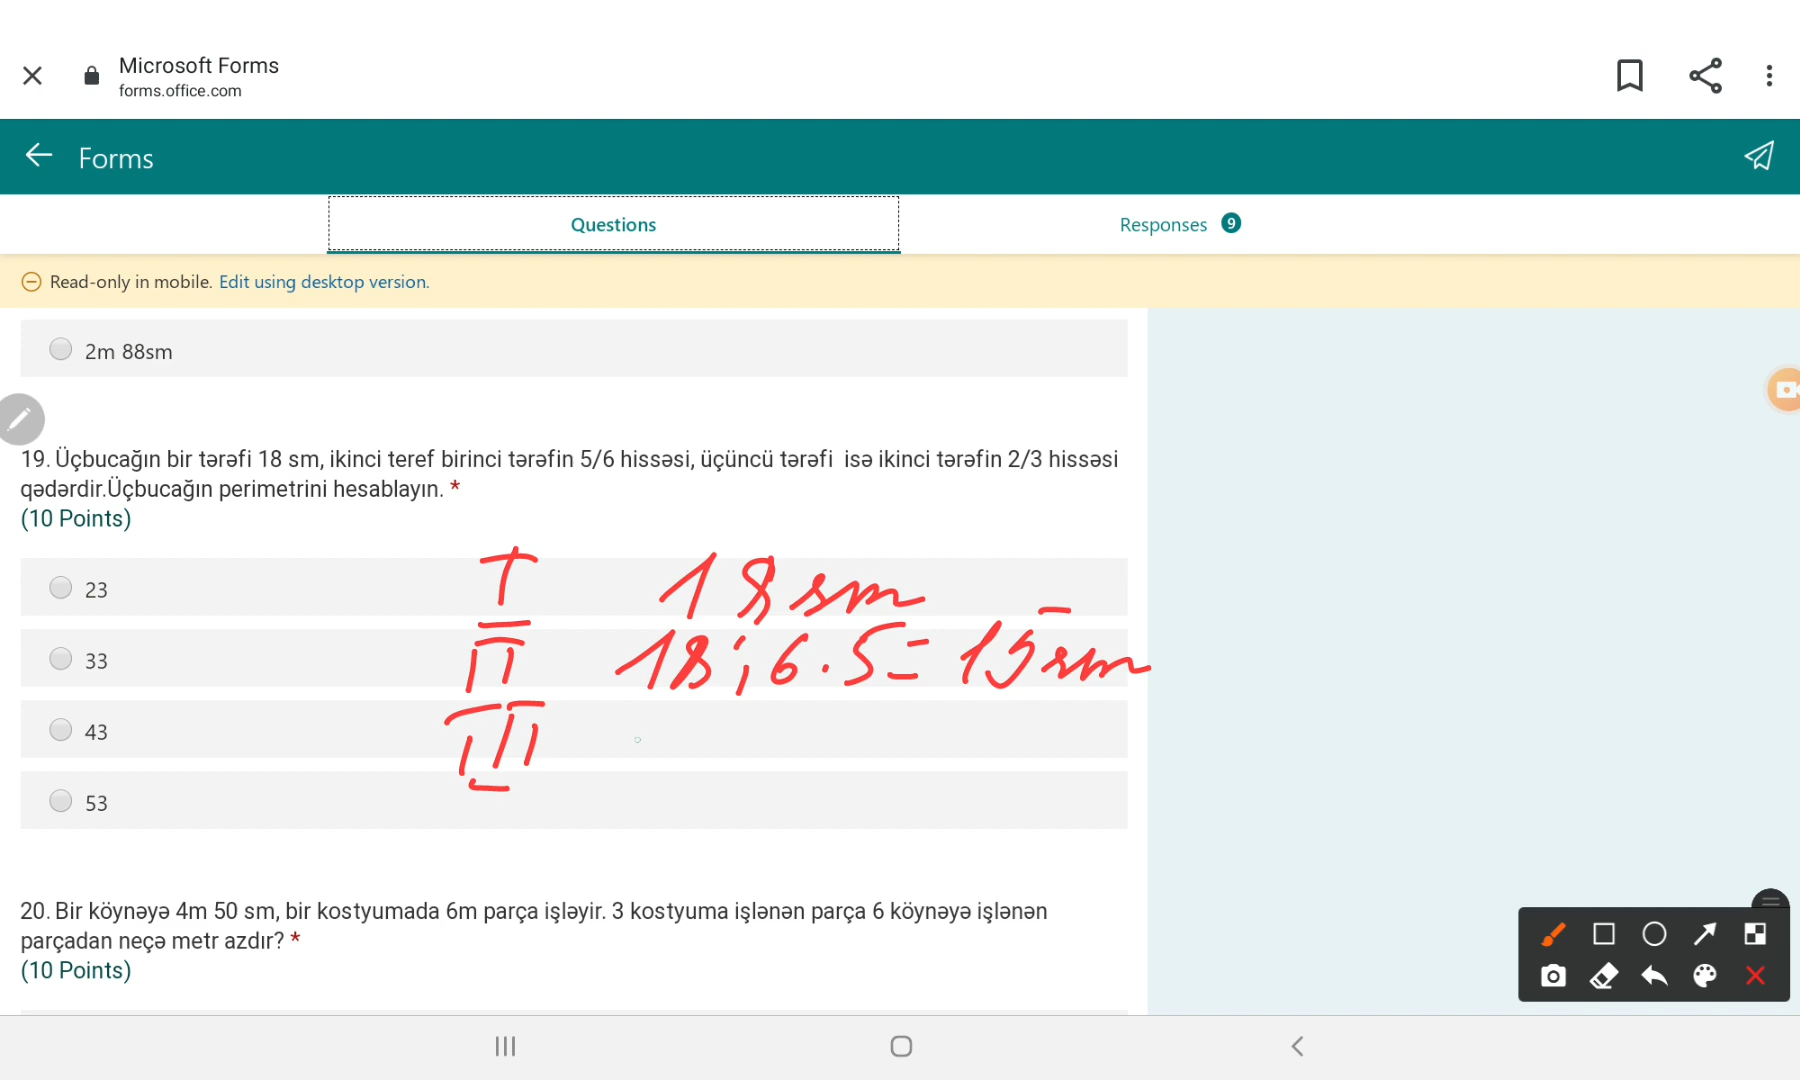 Microsoft Forms
forms.office.com
Forms
Questions
Responses 9
Read-only in mobile. Edit using desktop version.
2m 88sm
19. Üçbucağın bir tərəfi 18 sm, ikinci teref birinci tərəfin 5/6 hissəsi, üçüncü tərəfi isə ikinci tərəfin 2/3 hissəsi
qədərdir.Üçbucağın perimetrini hesablayın. *
(10 Points)
23
33
43
53
I 18 sm
II 18 : 6 · 5 = 15 sm
III
20. Bir köynəyə 4m 50 sm, bir kostyumada 6m parça işləyir. 3 kostyuma işlənən parça 6 köynəyə işlənən
parçadan neçə metr azdır? *
(10 Points)